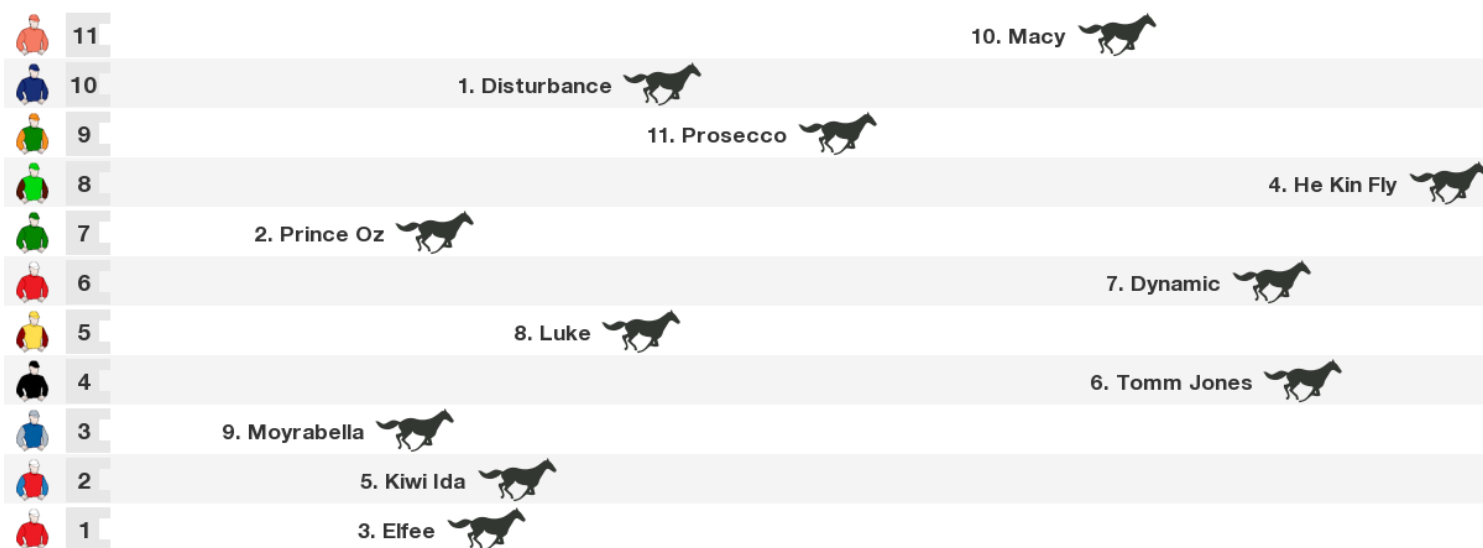 11 10. Macy
10 1. Disturbance
9 11. Prosecco
8 4. He Kin Fly
7 2. Prince Oz
6 7. Dynamic
5 8. Luke
4 6. Tomm Jones
3 9. Moyrabella
2 5. Kiwi Ida
1 3. Elfee